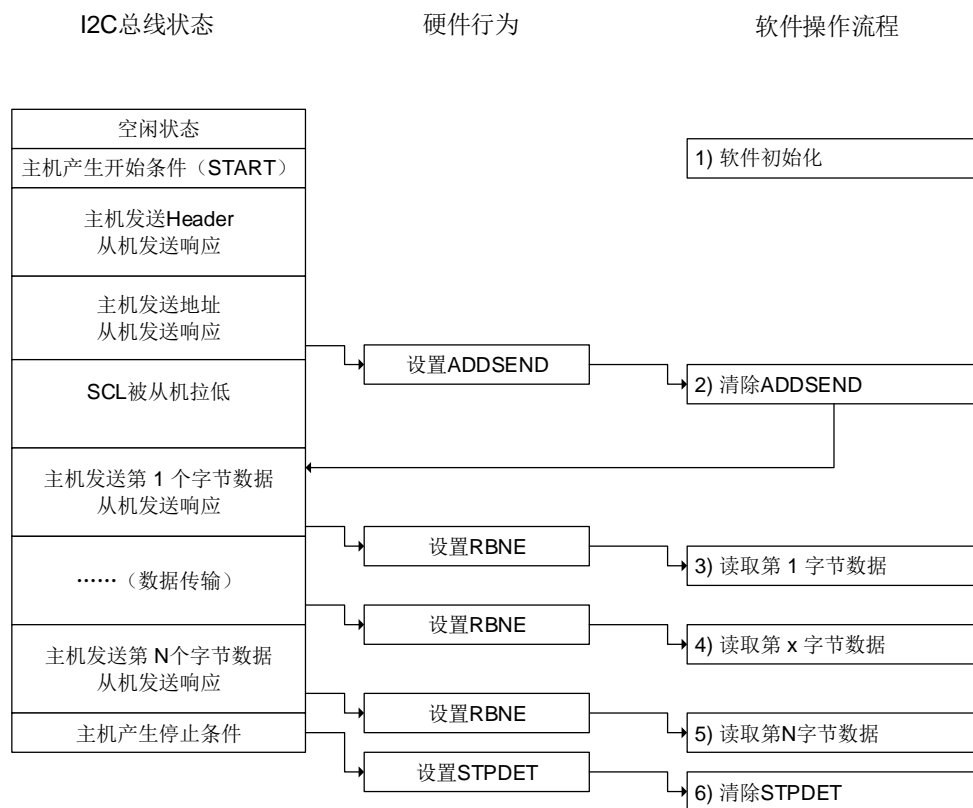 I2C总线状态
硬件行为
软件操作流程
空闲状态
主机产生开始条件（START）
1) 软件初始化
主机发送Header
从机发送响应
主机发送地址
从机发送响应
设置ADDSEND
2) 清除ADDSEND
SCL被从机拉低
主机发送第 1 个字节数据
从机发送响应
设置RBNE
3) 读取第 1 字节数据
……（数据传输）
设置RBNE
4) 读取第 x 字节数据
主机发送第 N个字节数据
从机发送响应
设置RBNE
5) 读取第N字节数据
主机产生停止条件
设置STPDET
6) 清除STPDET